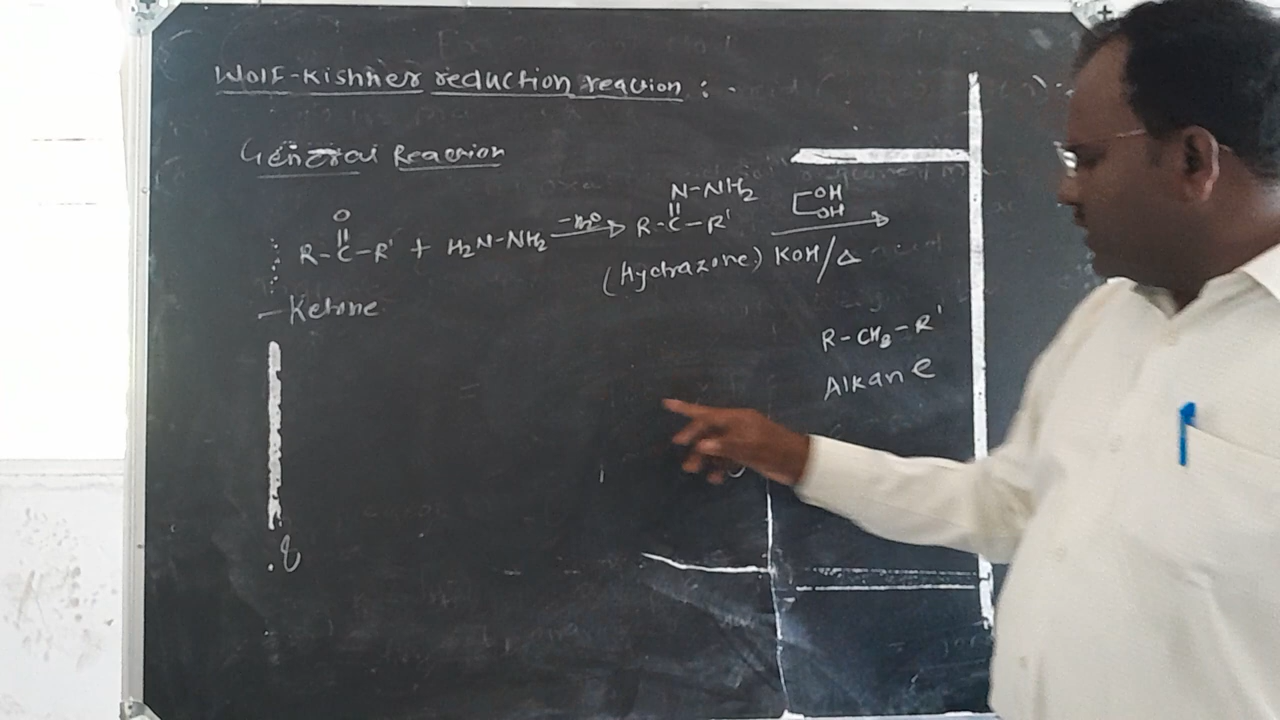 Wolf-Kishner reduction reaction :-
General Reaction
O
||
R-C-R' + H2N-NH2 -H2O → 
N-NH2
||
R-C-R'
OH
OH
→
(Hydrazone) KOH/Δ
Ketone
R-CH2-R'
Alkane